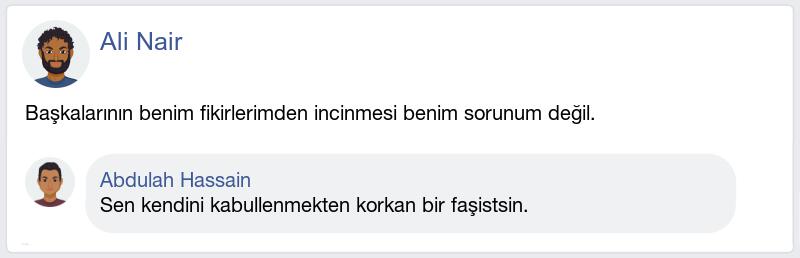 Ali Nair
Başkalarının benim fikirlerimden incinmesi benim sorunum değil.
Abdulah Hassain
Sen kendini kabullenmekten korkan bir faşistsin.